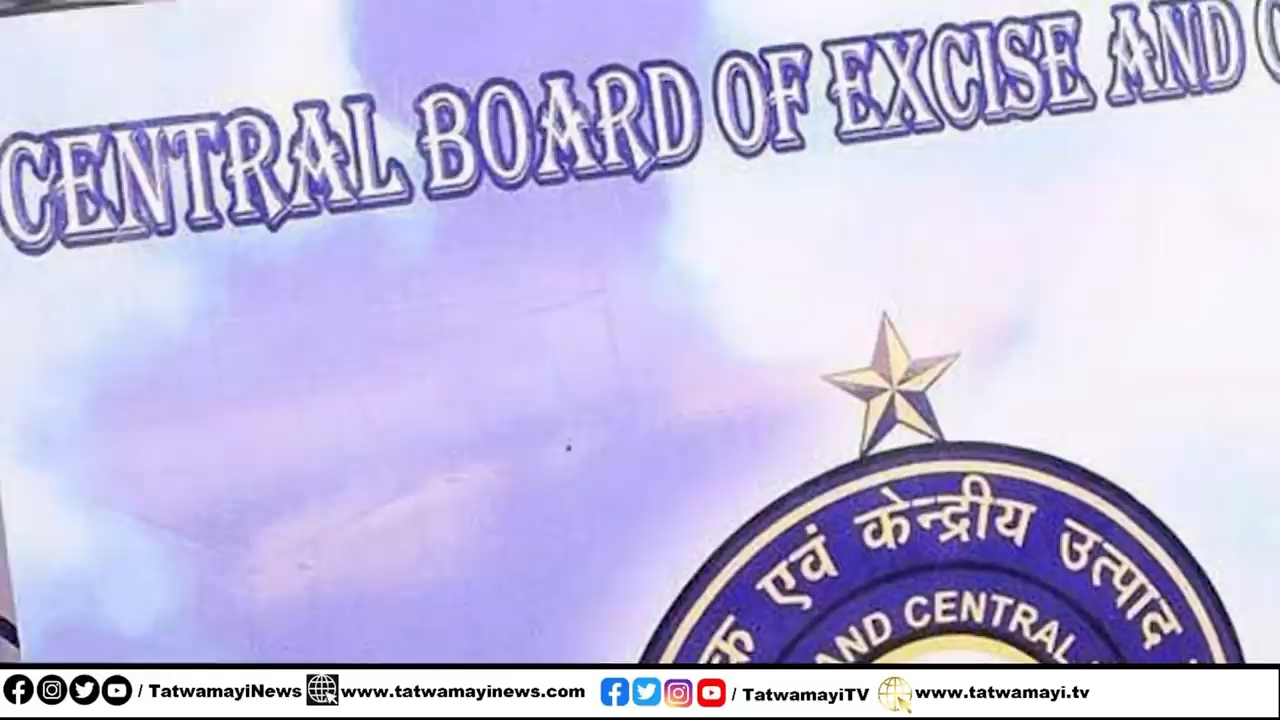 CENTRAL BOARD OF EXCISE AND
एवं केन्द्रीय उत्पाद
AND CENTRAL
/ TatwamayiNews www.tatwamayinews.com / TatwamayiTV www.tatwamayi.tv